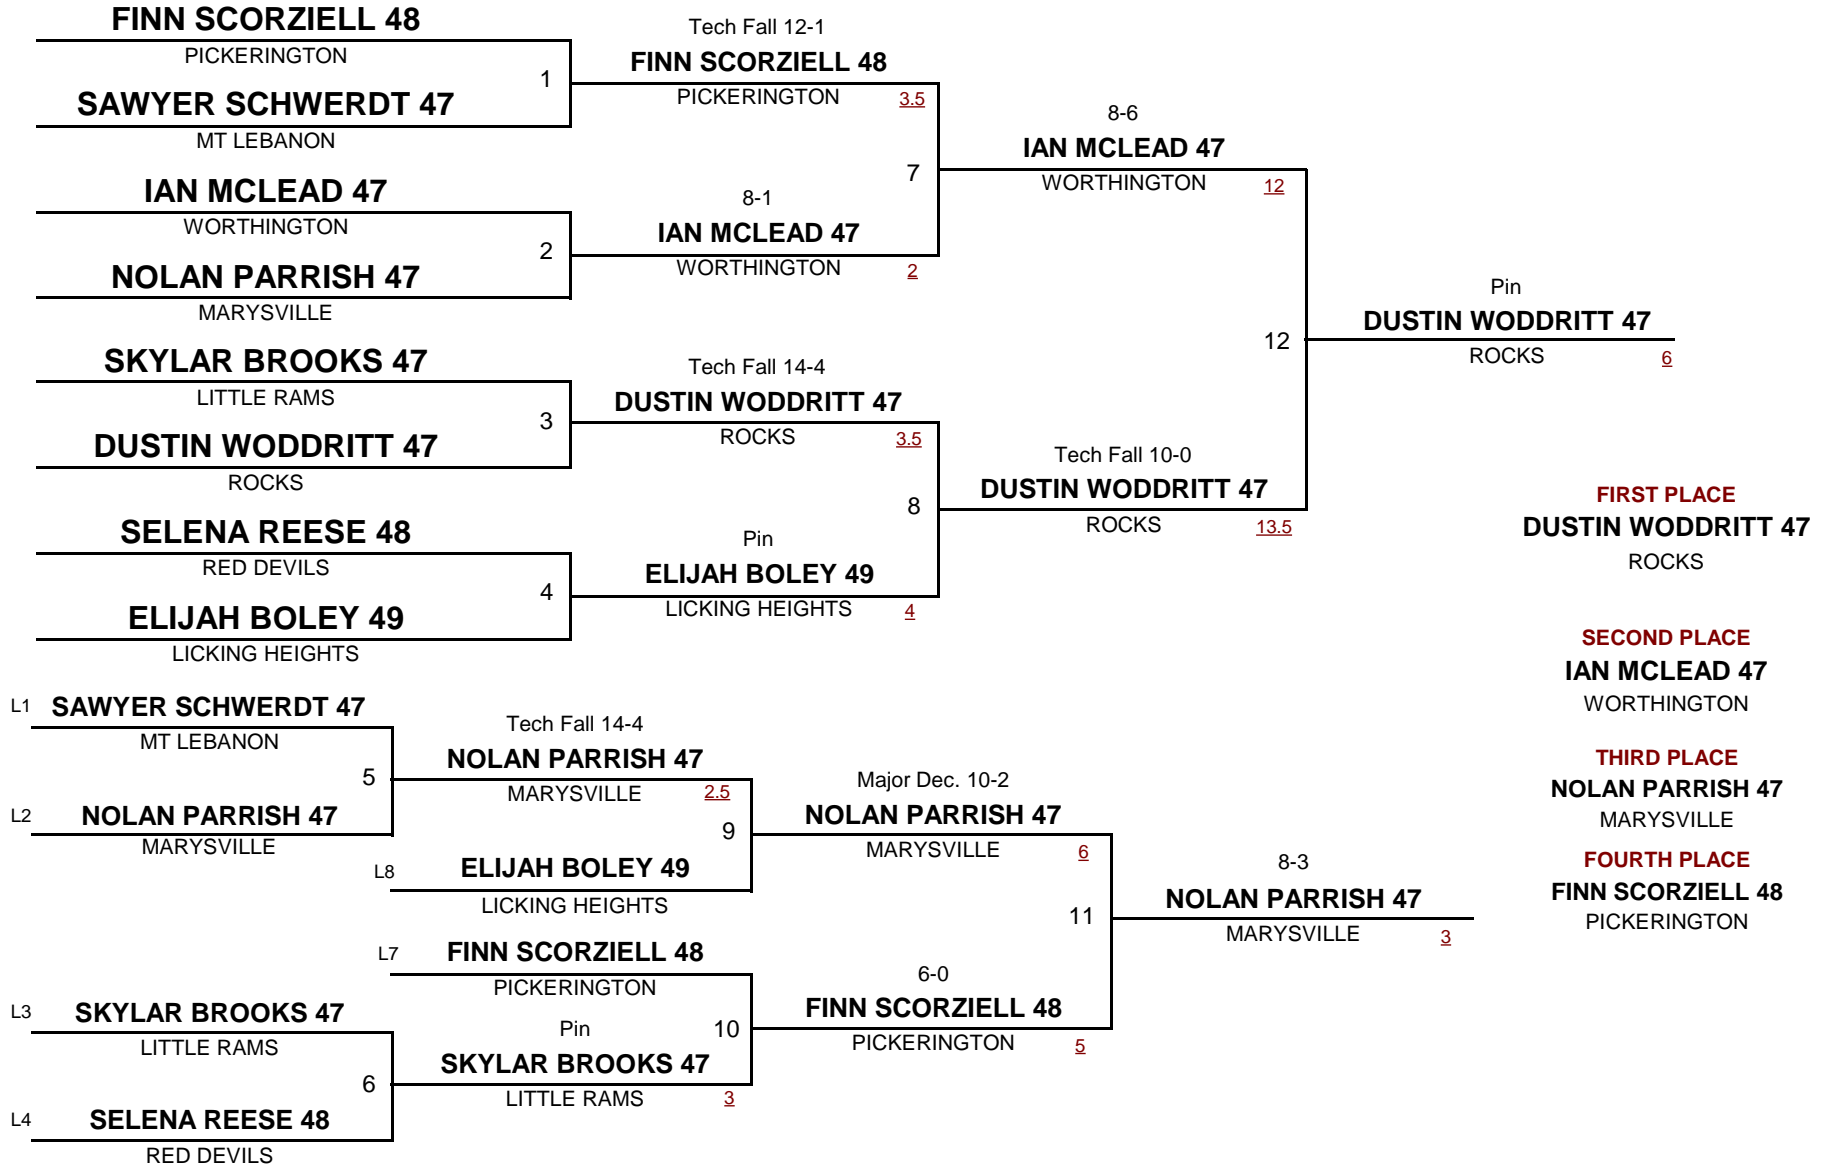 FINN SCORZIELL 48
PICKERINGTON
1
SAWYER SCHWERDT 47
MT LEBANON
IAN MCLEAD 47
WORTHINGTON
2
NOLAN PARRISH 47
MARYSVILLE
SKYLAR BROOKS 47
LITTLE RAMS
3
DUSTIN WODDRITT 47
ROCKS
SELENA REESE 48
RED DEVILS
4
ELIJAH BOLEY 49
LICKING HEIGHTS
Tech Fall 12-1
FINN SCORZIELL 48
PICKERINGTON 3.5
7
8-1
IAN MCLEAD 47
WORTHINGTON 2
Tech Fall 14-4
DUSTIN WODDRITT 47
ROCKS 3.5
8
Pin
ELIJAH BOLEY 49
LICKING HEIGHTS 4
8-6
IAN MCLEAD 47
WORTHINGTON 12
12
Tech Fall 10-0
DUSTIN WODDRITT 47
ROCKS 13.5
Pin
DUSTIN WODDRITT 47
ROCKS 6
L1 SAWYER SCHWERDT 47
MT LEBANON
5
L2 NOLAN PARRISH 47
MARYSVILLE
L3 SKYLAR BROOKS 47
LITTLE RAMS
6
L4 SELENA REESE 48
RED DEVILS
Tech Fall 14-4
NOLAN PARRISH 47
MARYSVILLE 2.5
9
L8 ELIJAH BOLEY 49
LICKING HEIGHTS
L7 FINN SCORZIELL 48
PICKERINGTON
10
Pin
SKYLAR BROOKS 47
LITTLE RAMS 3
Major Dec. 10-2
NOLAN PARRISH 47
MARYSVILLE 6
11
6-0
FINN SCORZIELL 48
PICKERINGTON 5
8-3
NOLAN PARRISH 47
MARYSVILLE 3
FIRST PLACE
DUSTIN WODDRITT 47
ROCKS
SECOND PLACE
IAN MCLEAD 47
WORTHINGTON
THIRD PLACE
NOLAN PARRISH 47
MARYSVILLE
FOURTH PLACE
FINN SCORZIELL 48
PICKERINGTON